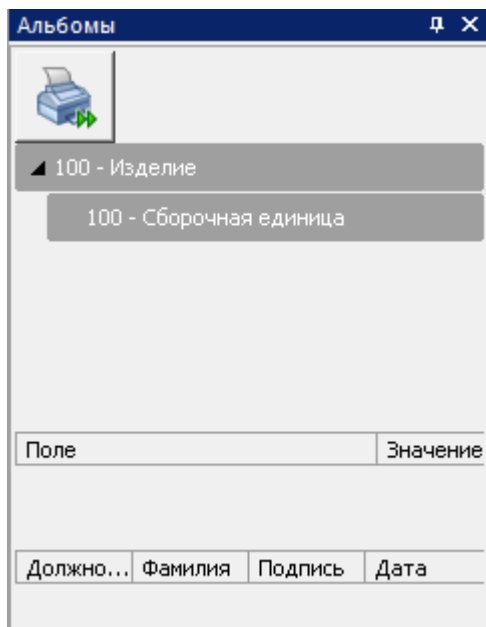 Альбомы
100 - Изделие
100 - Сборочная единица
Поле Значение
Должно... Фамилия Подпись Дата